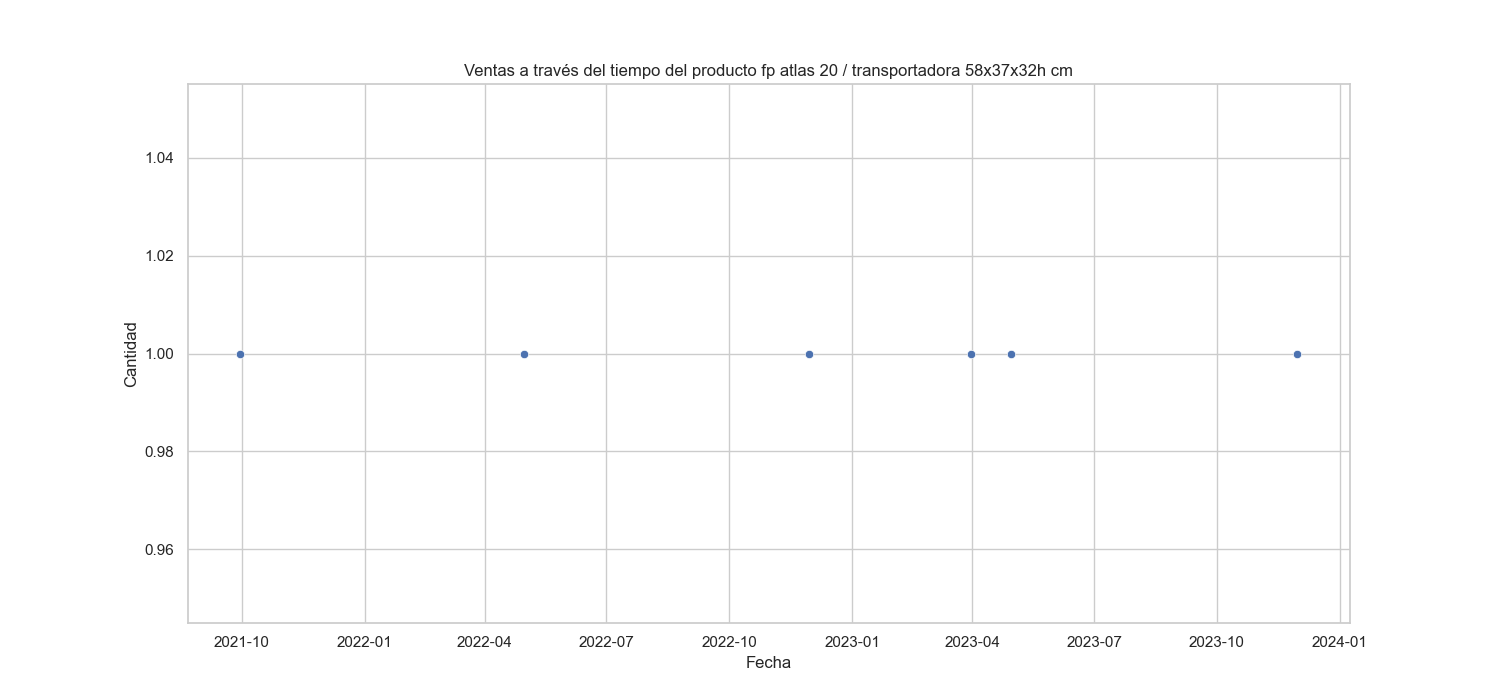 Ventas a través del tiempo del producto fp atlas 20 / transportadora 58x37x32h cm
1.04
1.02
1.00
0.98
0.96
Cantidad
2021-10 2022-01 2022-04 2022-07 2022-10 2023-01 2023-04 2023-07 2023-10 2024-01
Fecha